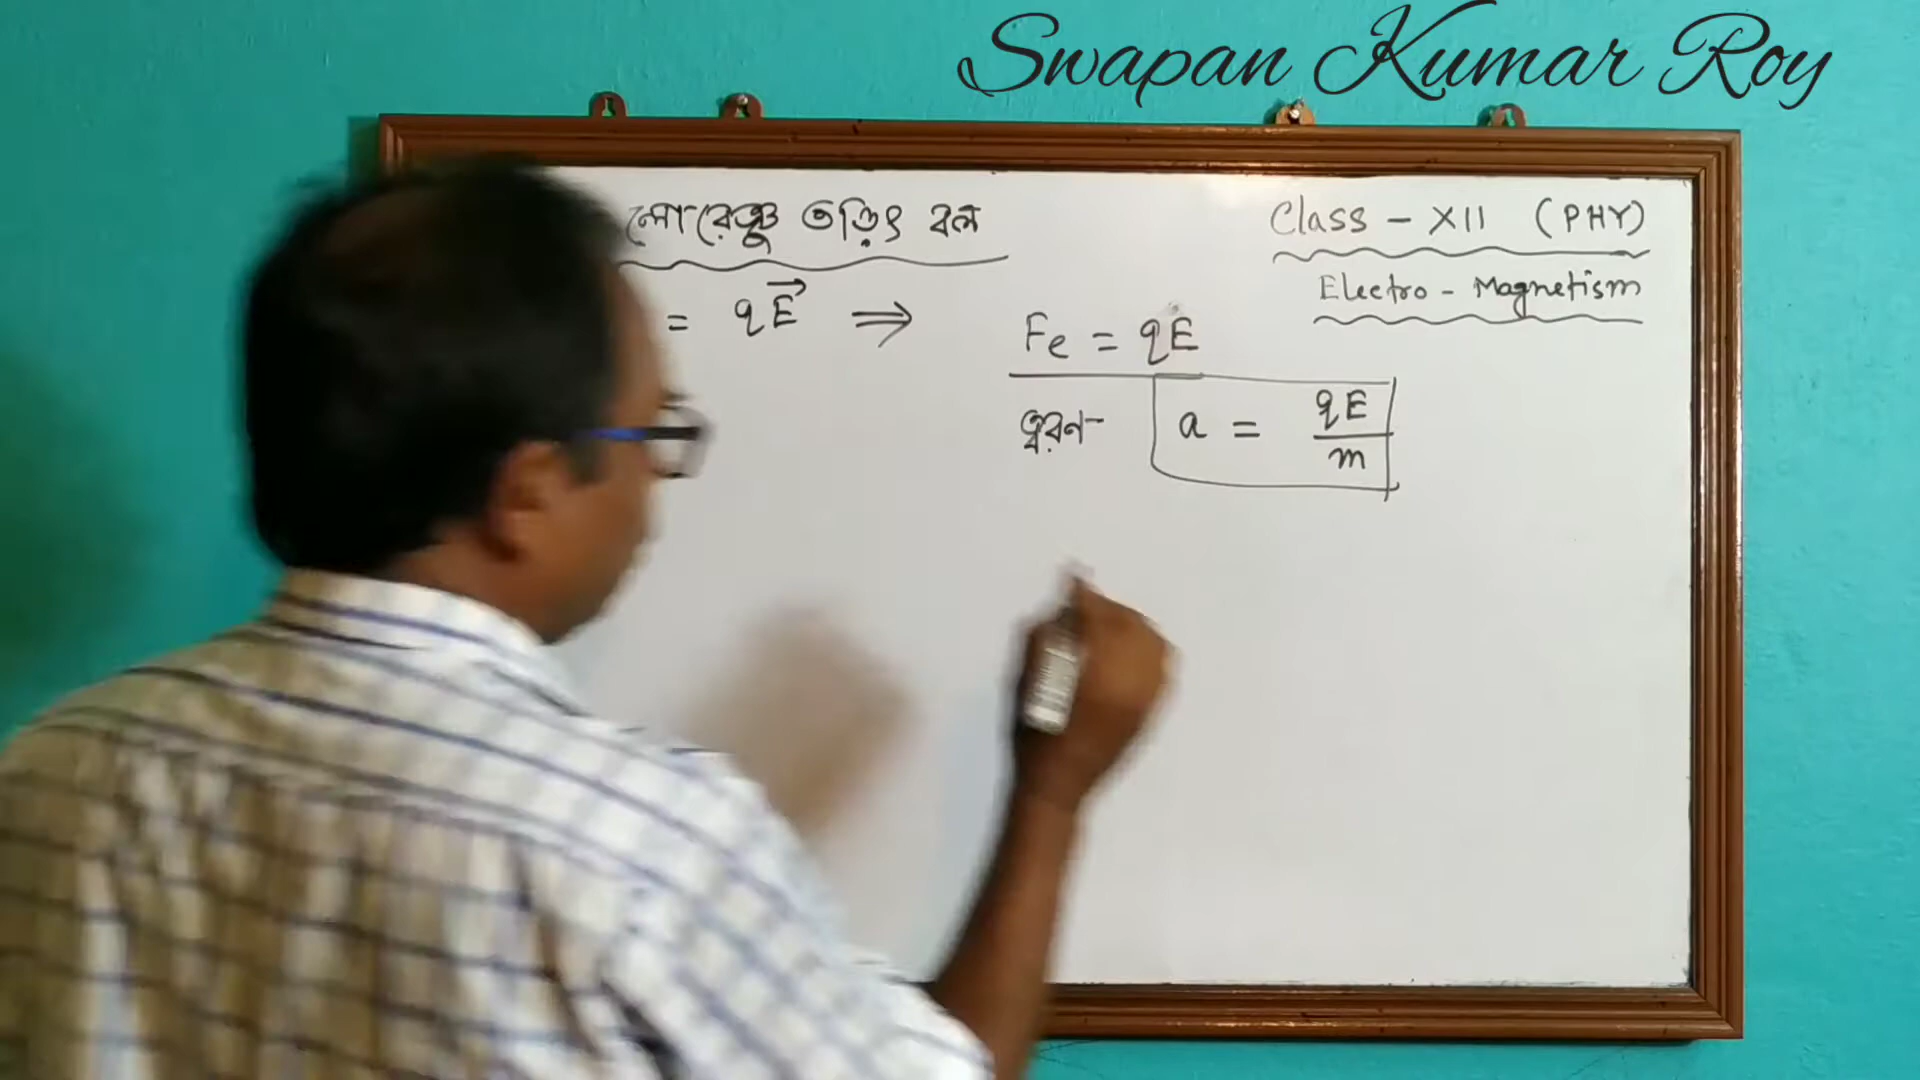 Swapan Kumar Roy
লোরেঞ্জ তড়িৎ বল
Class - XII (PHY)
Electro - Magnetism
= qE⃗ ⇒
Fe = qE
ত্বরণ a = qE/m